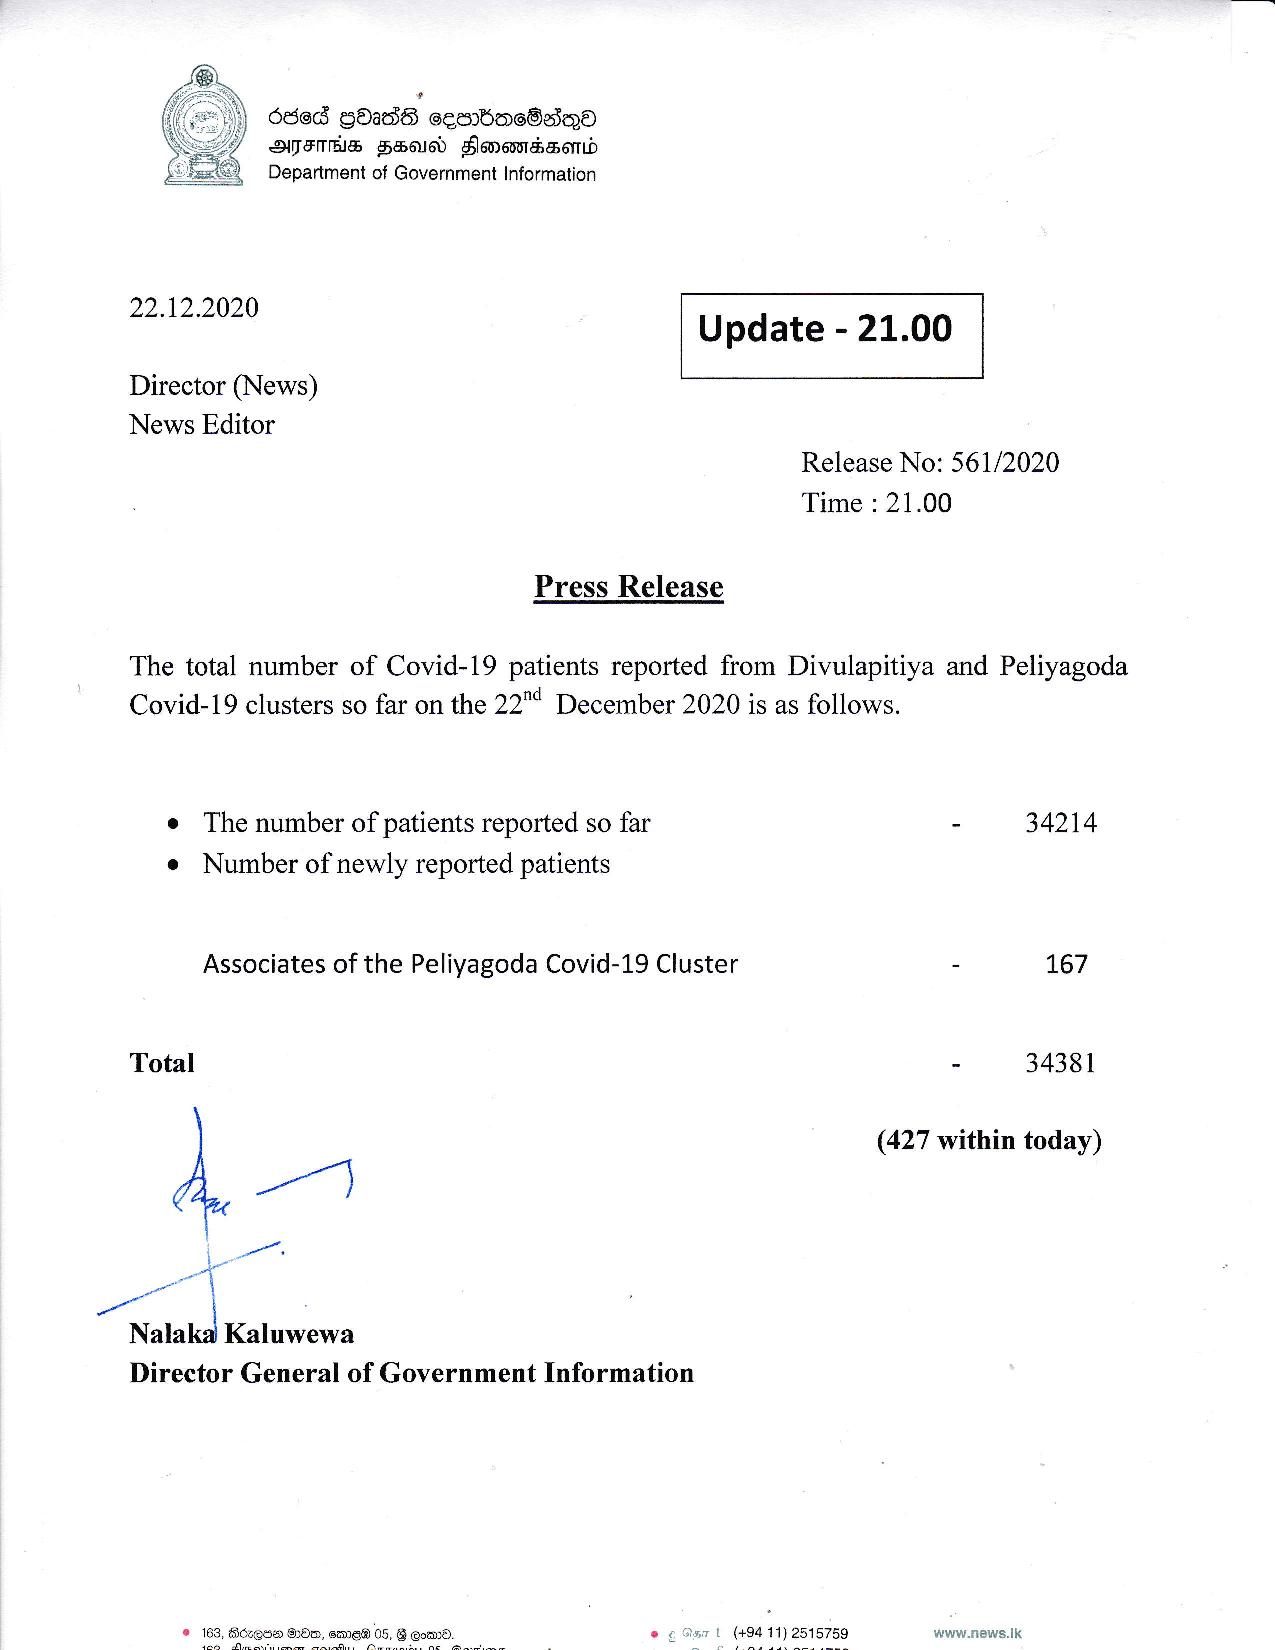 රජයේ ප්‍රවෘත්ති දෙපාර්තමේන්තුව
அரசாங்க தகவல் திணைக்களம்
Department of Government Information
22.12.2020
Update - 21.00
Director (News)
News Editor
Release No: 561/2020
Time : 21.00
Press Release
The total number of Covid-19 patients reported from Divulapitiya and Peliyagoda
Covid-19 clusters so far on the 22nd December 2020 is as follows.
• The number of patients reported so far - 34214
• Number of newly reported patients
Associates of the Peliyagoda Covid-19 Cluster - 167
Total - 34381
(427 within today)
Nalaka Kaluwewa
Director General of Government Information
• 163, කිරුලපන මාවත, කොළඹ 05, ශ්‍රී ලංකාව. • (+94 11) 2515759 www.news.lk